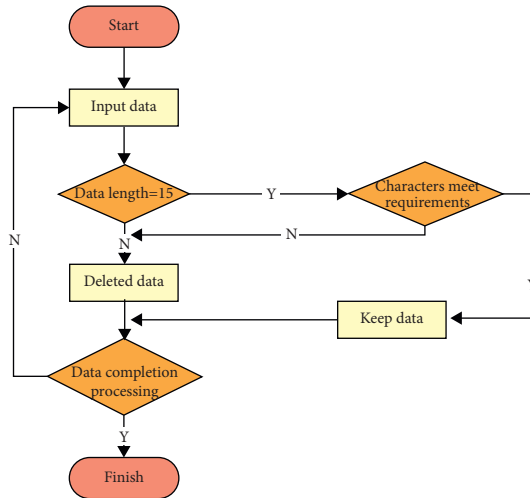 Start
Input data
Data length=15
Y
Characters meet
requirements
N
N
N
Deleted data
Y
Keep data
Data completion
processing
Y
Finish